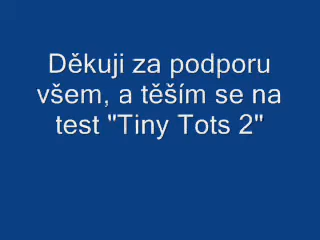 Děkuji za podporu
všem, a těším se na
test "Tiny Tots 2"